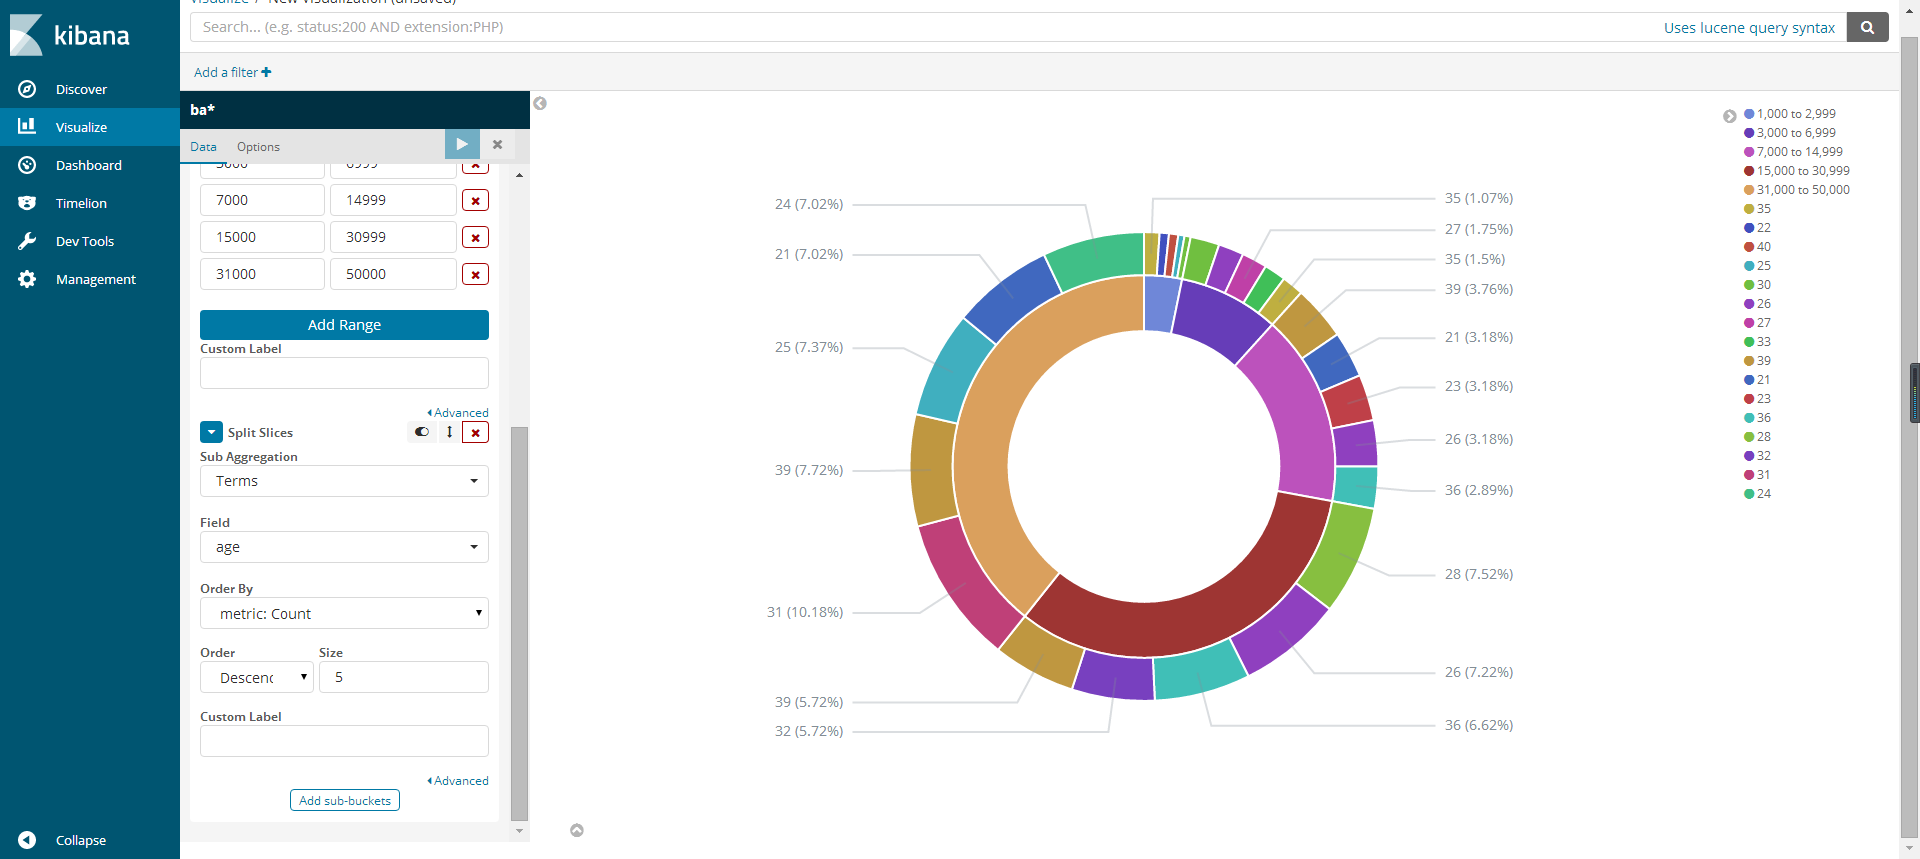 Visualize / New Visualization (unsaved)
kibana
Search... (e.g. status:200 AND extension:PHP)
Uses lucene query syntax
Add a filter
Discover
Visualize
Dashboard
Timelion
Dev Tools
Management
Collapse
ba*
Data Options
3000 6999
7000 14999
15000 30999
31000 50000
Add Range
Custom Label
Advanced
Split Slices
Sub Aggregation
Terms
Field
age
Order By
metric: Count
Order Size
Descenc 5
Custom Label
Advanced
Add sub-buckets
24 (7.02%)
21 (7.02%)
25 (7.37%)
39 (7.72%)
31 (10.18%)
39 (5.72%)
32 (5.72%)
35 (1.07%)
27 (1.75%)
35 (1.5%)
39 (3.76%)
21 (3.18%)
23 (3.18%)
26 (3.18%)
36 (2.89%)
28 (7.52%)
26 (7.22%)
36 (6.62%)
1,000 to 2,999
3,000 to 6,999
7,000 to 14,999
15,000 to 30,999
31,000 to 50,000
35
22
40
25
30
26
27
33
39
21
23
36
28
32
31
24